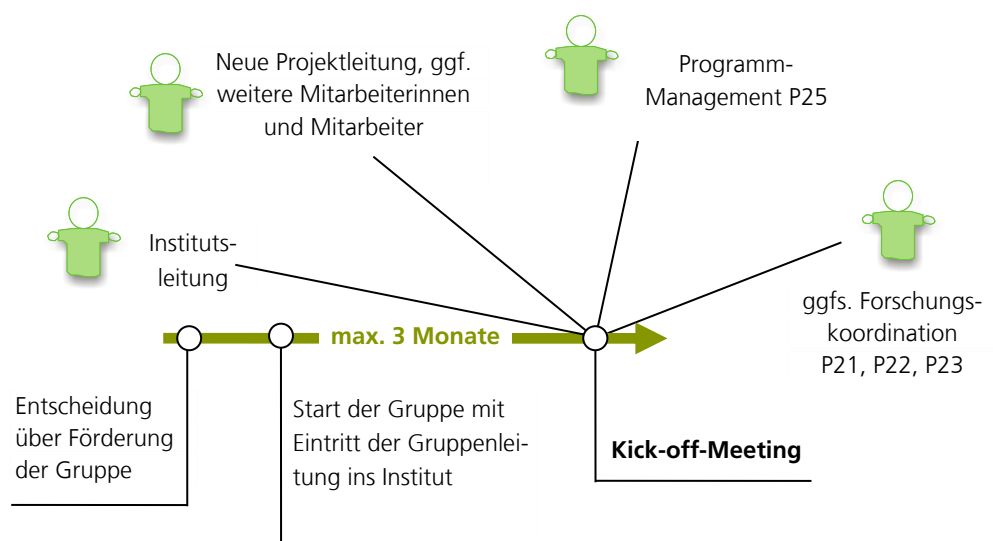 Neue Projektleitung, ggf.
weitere Mitarbeiterinnen
und Mitarbeiter
Programm-
Management P25
Instituts-
leitung
ggfs. Forschungs-
koordination
P21, P22, P23
max. 3 Monate
Entscheidung
über Förderung
der Gruppe
Start der Gruppe mit
Eintritt der Gruppenlei-
tung ins Institut
Kick-off-Meeting